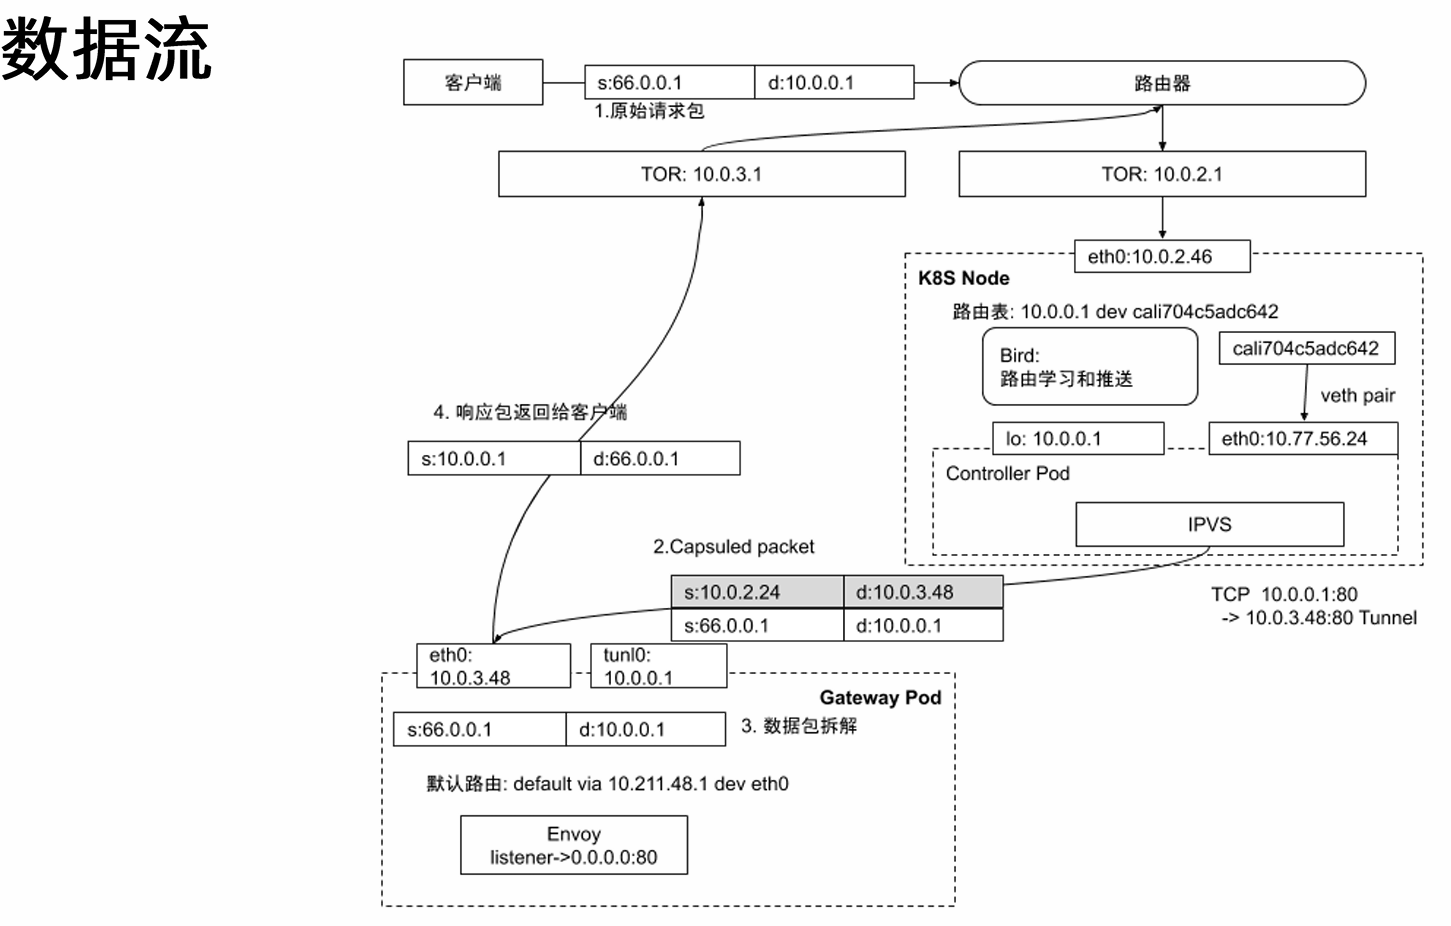 数据流
客户端
s:66.0.0.1
d:10.0.0.1
路由器
1.原始请求包
TOR: 10.0.3.1
TOR: 10.0.2.1
eth0:10.0.2.46
K8S Node
路由表: 10.0.0.1 dev cali704c5adc642
Bird:
路由学习和推送
cali704c5adc642
veth pair
lo: 10.0.0.1
eth0:10.77.56.24
Controller Pod
IPVS
4. 响应包返回给客户端
s:10.0.0.1
d:66.0.0.1
2.Capsuled packet
s:10.0.2.24
d:10.0.3.48
s:66.0.0.1
d:10.0.0.1
TCP 10.0.0.1:80
-> 10.0.3.48:80 Tunnel
eth0:
10.0.3.48
tunl0:
10.0.0.1
Gateway Pod
s:66.0.0.1
d:10.0.0.1
3. 数据包拆解
默认路由: default via 10.211.48.1 dev eth0
Envoy
listener->0.0.0.0:80